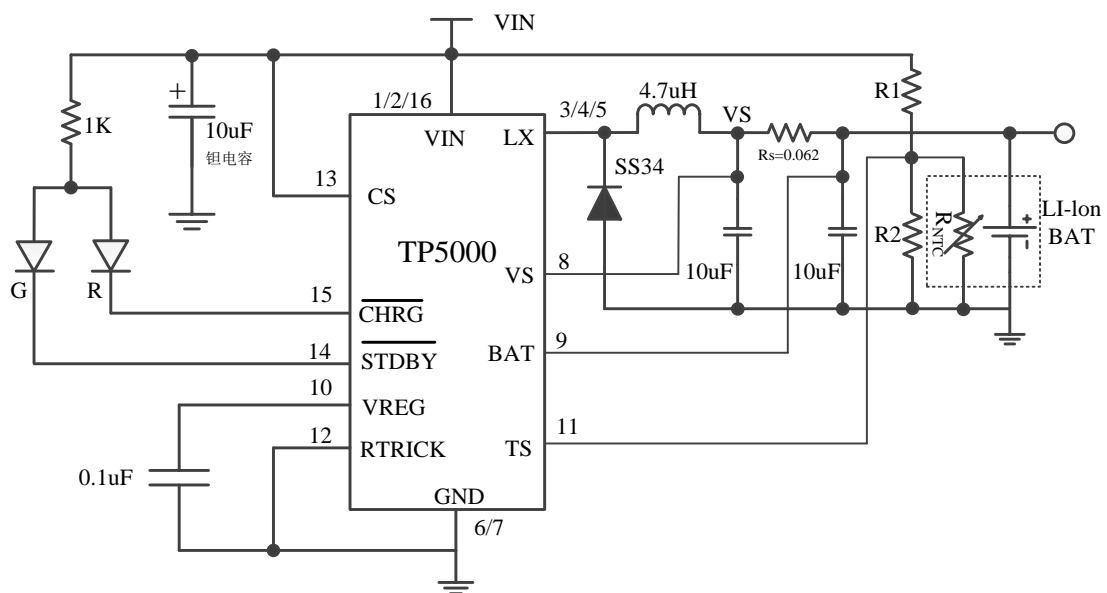 VIN
+
1K
10uF
钽电容
1/2/16
VIN
LX
3/4/5
4.7uH
VS
Rs=0.062
R1
SS34
13
CS
TP5000
VS
8
10uF
10uF
R2
RNTC
+
-
LI-lon
BAT
G
R
15
CHRG
14
STDBY
BAT
9
10
VREG
12
RTRICK
TS
11
0.1uF
GND
6/7